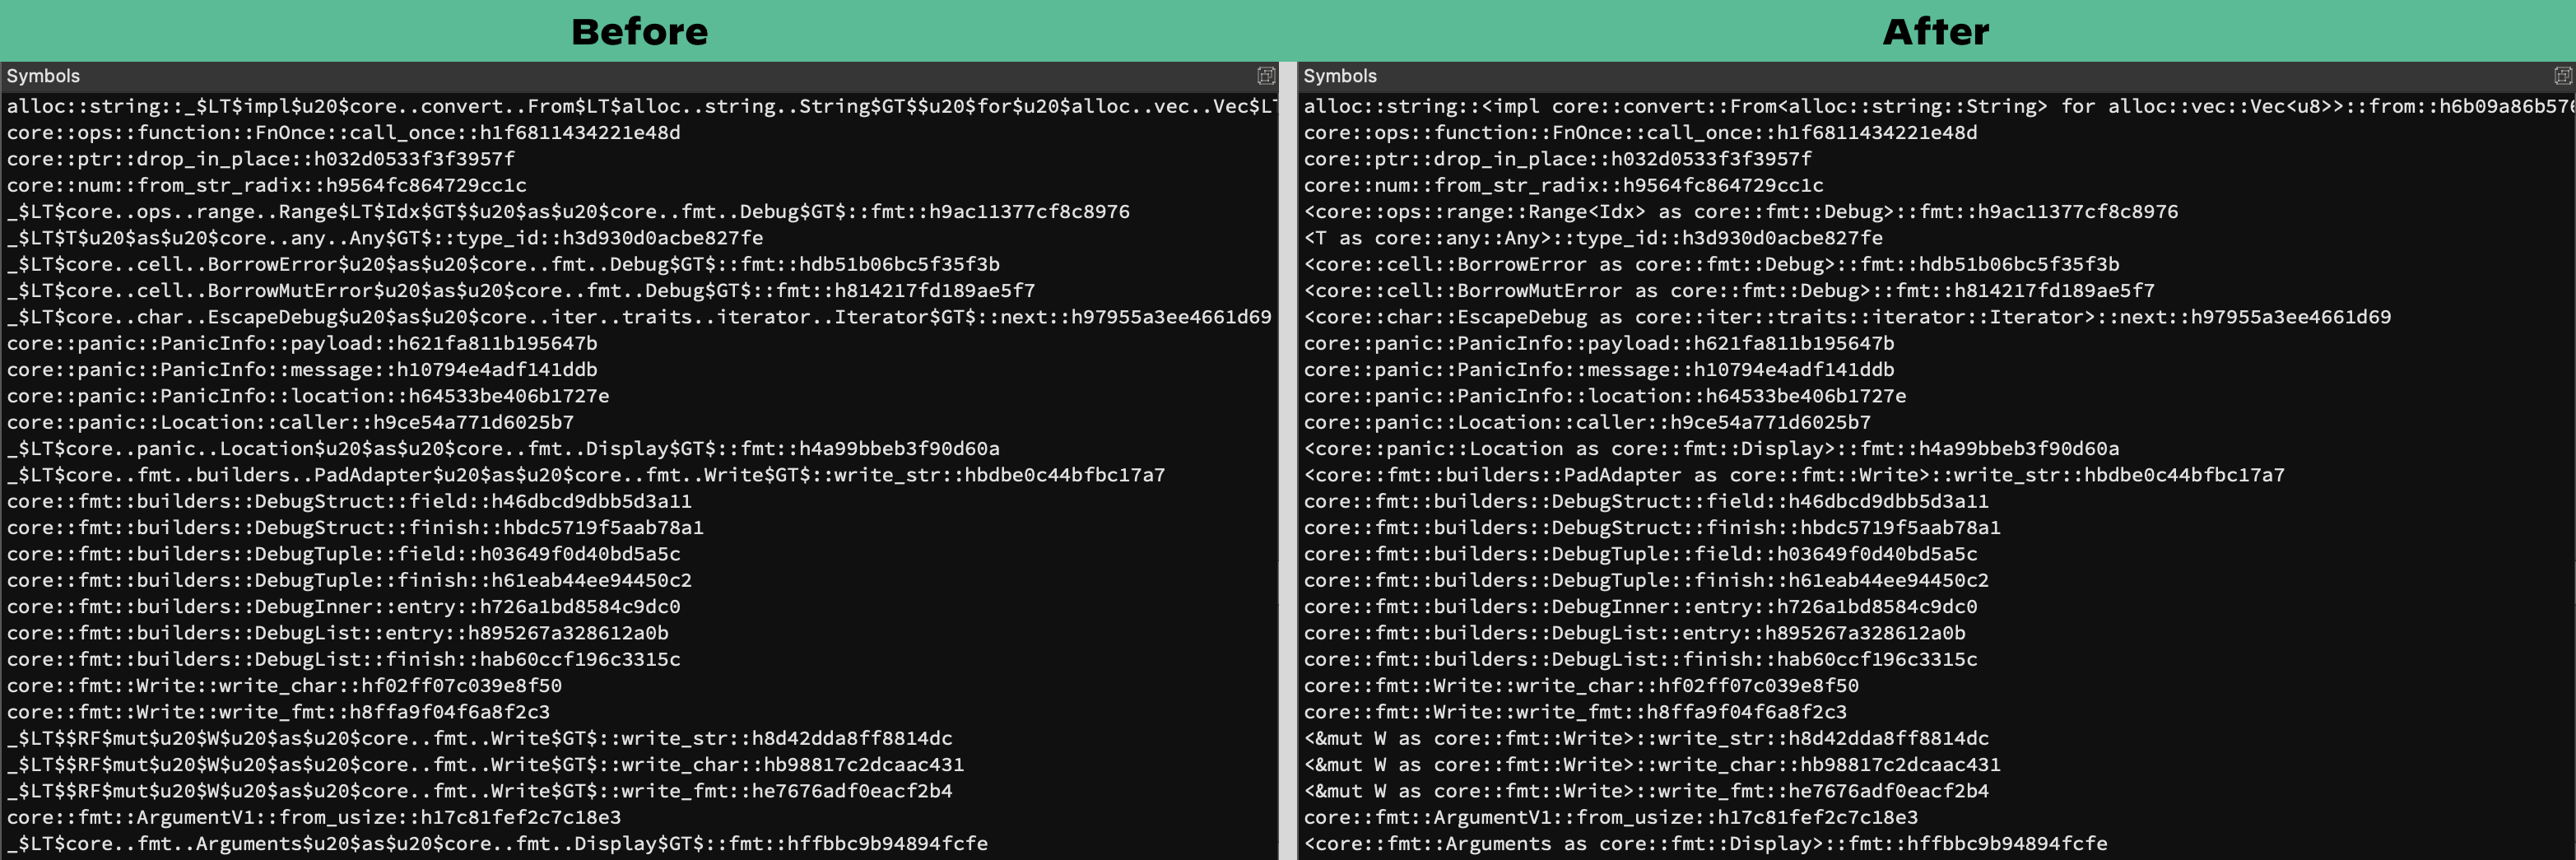 Before
Symbols
alloc::string::_$LT$impl$u20$core..convert..From$LT$alloc..string..String$GT$$u20$for$u20$alloc..vec..Vec$LT
core::ops::function::FnOnce::call_once::h1f6811434221e48d
core::ptr::drop_in_place::h032d0533f3f3957f
core::num::from_str_radix::h9564fc864729cc1c
_$LT$core..ops..range..Range$LT$Idx$GT$$u20$as$u20$core..fmt..Debug$GT$::fmt::h9ac11377cf8c8976
_$LT$T$u20$as$u20$core..any..Any$GT$::type_id::h3d930d0acbe827fe
_$LT$core..cell..BorrowError$u20$as$u20$core..fmt..Debug$GT$::fmt::hdb51b06bc5f35f3b
_$LT$core..cell..BorrowMutError$u20$as$u20$core..fmt..Debug$GT$::fmt::h814217fd189ae5f7
_$LT$core..char..EscapeDebug$u20$as$u20$core..iter..traits..iterator..Iterator$GT$::next::h97955a3ee4661d69
core::panic::PanicInfo::payload::h621fa811b195647b
core::panic::PanicInfo::message::h10794e4adf141ddb
core::panic::PanicInfo::location::h64533be406b1727e
core::panic::Location::caller::h9ce54a771d6025b7
_$LT$core..panic..Location$u20$as$u20$core..fmt..Display$GT$::fmt::h4a99bbeb3f90d60a
_$LT$core..fmt..builders..PadAdapter$u20$as$u20$core..fmt..Write$GT$::write_str::hbdbe0c44bfbc17a7
core::fmt::builders::DebugStruct::field::h46dbcd9dbb5d3a11
core::fmt::builders::DebugStruct::finish::hbdc5719f5aab78a1
core::fmt::builders::DebugTuple::field::h03649f0d40bd5a5c
core::fmt::builders::DebugTuple::finish::h61eab44ee94450c2
core::fmt::builders::DebugInner::entry::h726a1bd8584c9dc0
core::fmt::builders::DebugList::entry::h895267a328612a0b
core::fmt::builders::DebugList::finish::hab60ccf196c3315c
core::fmt::Write::write_char::hf02ff07c039e8f50
core::fmt::Write::write_fmt::h8ffa9f04f6a8f2c3
_$LT$$RF$mut$u20$W$u20$as$u20$core..fmt..Write$GT$::write_str::h8d42dda8ff8814dc
_$LT$$RF$mut$u20$W$u20$as$u20$core..fmt..Write$GT$::write_char::hb98817c2dcaac431
_$LT$$RF$mut$u20$W$u20$as$u20$core..fmt..Write$GT$::write_fmt::he7676adf0eacf2b4
core::fmt::ArgumentV1::from_usize::h17c81fef2c7c18e3
_$LT$core..fmt..Arguments$u20$as$u20$core..fmt..Display$GT$::fmt::hffbbc9b94894fcfe
After
Symbols
alloc::string::<impl core::convert::From<alloc::string::String> for alloc::vec::Vec<u8>>::from::h6b09a86b576
core::ops::function::FnOnce::call_once::h1f6811434221e48d
core::ptr::drop_in_place::h032d0533f3f3957f
core::num::from_str_radix::h9564fc864729cc1c
<core::ops::range::Range<Idx> as core::fmt::Debug>::fmt::h9ac11377cf8c8976
<T as core::any::Any>::type_id::h3d930d0acbe827fe
<core::cell::BorrowError as core::fmt::Debug>::fmt::hdb51b06bc5f35f3b
<core::cell::BorrowMutError as core::fmt::Debug>::fmt::h814217fd189ae5f7
<core::char::EscapeDebug as core::iter::traits::iterator::Iterator>::next::h97955a3ee4661d69
core::panic::PanicInfo::payload::h621fa811b195647b
core::panic::PanicInfo::message::h10794e4adf141ddb
core::panic::PanicInfo::location::h64533be406b1727e
core::panic::Location::caller::h9ce54a771d6025b7
<core::panic::Location as core::fmt::Display>::fmt::h4a99bbeb3f90d60a
<core::fmt::builders::PadAdapter as core::fmt::Write>::write_str::hbdbe0c44bfbc17a7
core::fmt::builders::DebugStruct::field::h46dbcd9dbb5d3a11
core::fmt::builders::DebugStruct::finish::hbdc5719f5aab78a1
core::fmt::builders::DebugTuple::field::h03649f0d40bd5a5c
core::fmt::builders::DebugTuple::finish::h61eab44ee94450c2
core::fmt::builders::DebugInner::entry::h726a1bd8584c9dc0
core::fmt::builders::DebugList::entry::h895267a328612a0b
core::fmt::builders::DebugList::finish::hab60ccf196c3315c
core::fmt::Write::write_char::hf02ff07c039e8f50
core::fmt::Write::write_fmt::h8ffa9f04f6a8f2c3
<&mut W as core::fmt::Write>::write_str::h8d42dda8ff8814dc
<&mut W as core::fmt::Write>::write_char::hb98817c2dcaac431
<&mut W as core::fmt::Write>::write_fmt::he7676adf0eacf2b4
core::fmt::ArgumentV1::from_usize::h17c81fef2c7c18e3
<core::fmt::Arguments as core::fmt::Display>::fmt::hffbbc9b94894fcfe